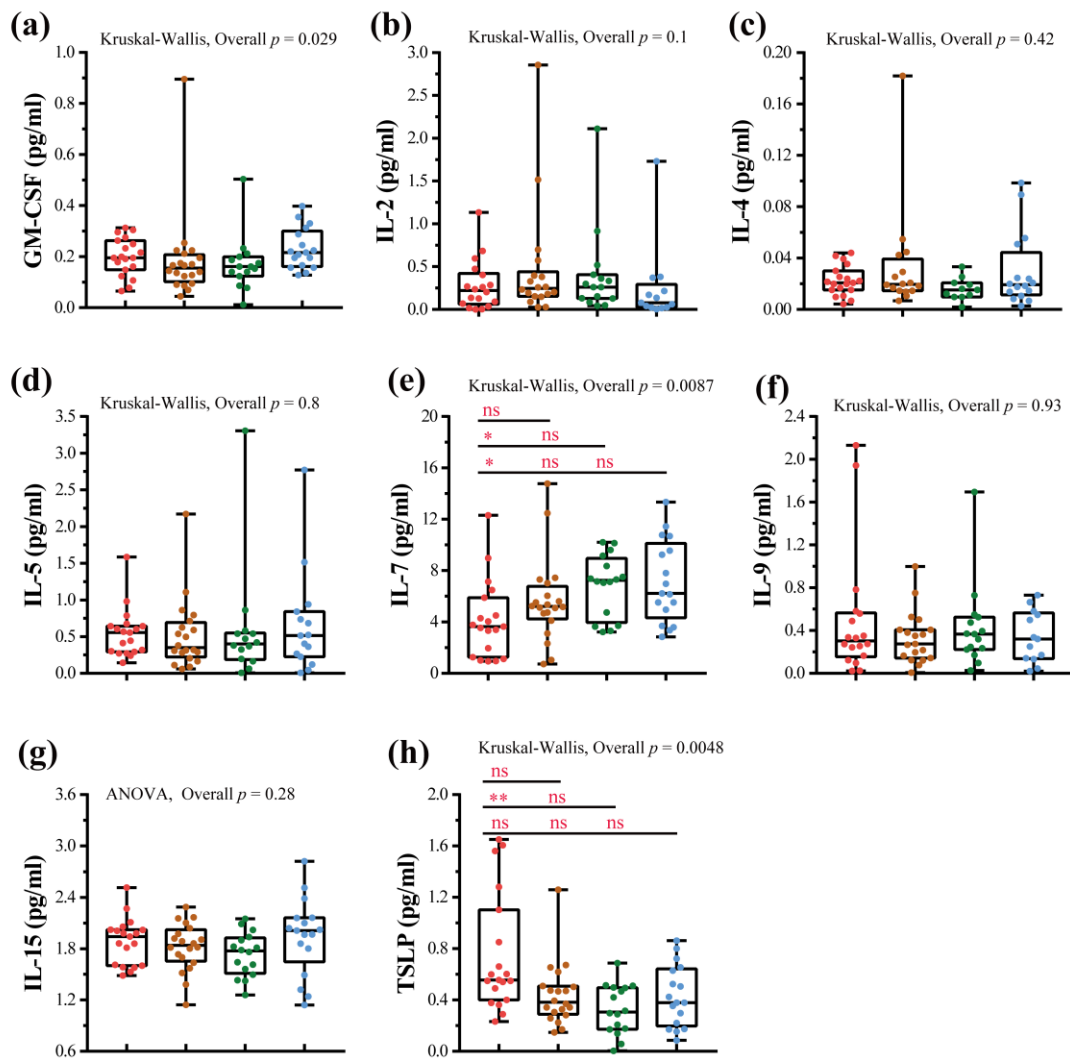 (a)
Kruskal-Wallis, Overall p = 0.029
GM-CSF (pg/ml)
1.0
0.8
0.6
0.4
0.2
0.0
(b)
Kruskal-Wallis, Overall p = 0.1
IL-2 (pg/ml)
3.0
2.5
2.0
1.5
1.0
0.5
0.0
(c)
Kruskal-Wallis, Overall p = 0.42
IL-4 (pg/ml)
0.20
0.16
0.12
0.08
0.04
0.00
(d)
Kruskal-Wallis, Overall p = 0.8
IL-5 (pg/ml)
3.5
3.0
2.5
2.0
1.5
1.0
0.5
0.0
(e)
Kruskal-Wallis, Overall p = 0.0087
IL-7 (pg/ml)
20
16
12
8
4
0
ns
* ns
* ns ns
(f)
Kruskal-Wallis, Overall p = 0.93
IL-9 (pg/ml)
2.4
2.0
1.6
1.2
0.8
0.4
0.0
(g)
ANOVA, Overall p = 0.28
IL-15 (pg/ml)
3.6
3.0
2.4
1.8
1.2
0.6
(h)
Kruskal-Wallis, Overall p = 0.0048
TSLP (pg/ml)
2.0
1.6
1.2
0.8
0.4
0.0
ns
** ns
ns ns ns